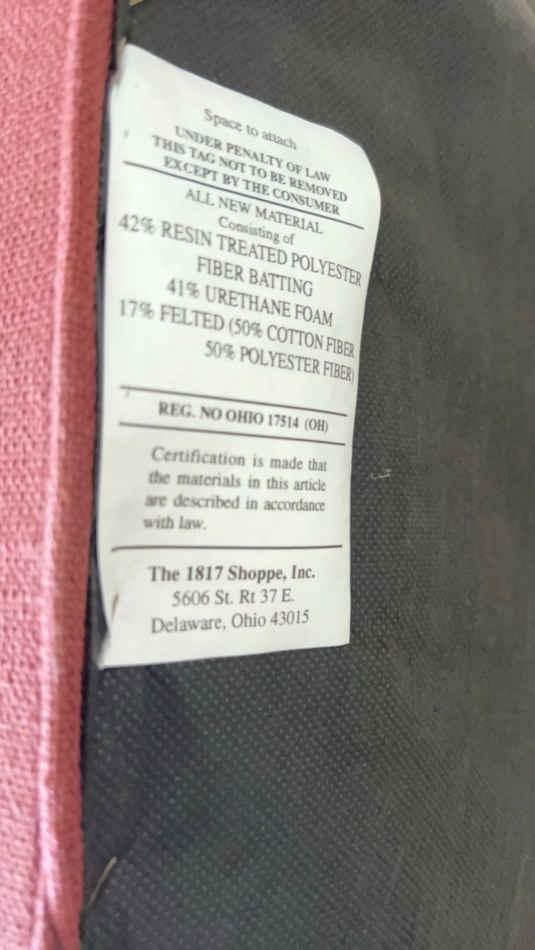 Space to attach
UNDER PENALTY OF LAW
THIS TAG NOT TO BE REMOVED
EXCEPT BY THE CONSUMER
ALL NEW MATERIAL
Consisting of
42% RESIN TREATED POLYESTER
FIBER BATTING
41% URETHANE FOAM
17% FELTED (50% COTTON FIBER
50% POLYESTER FIBER)
REG. NO OHIO 17514 (OH)
Certification is made that
the materials in this article
are described in accordance
with law.
The 1817 Shoppe, Inc.
5606 St. Rt 37 E.
Delaware, Ohio 43015